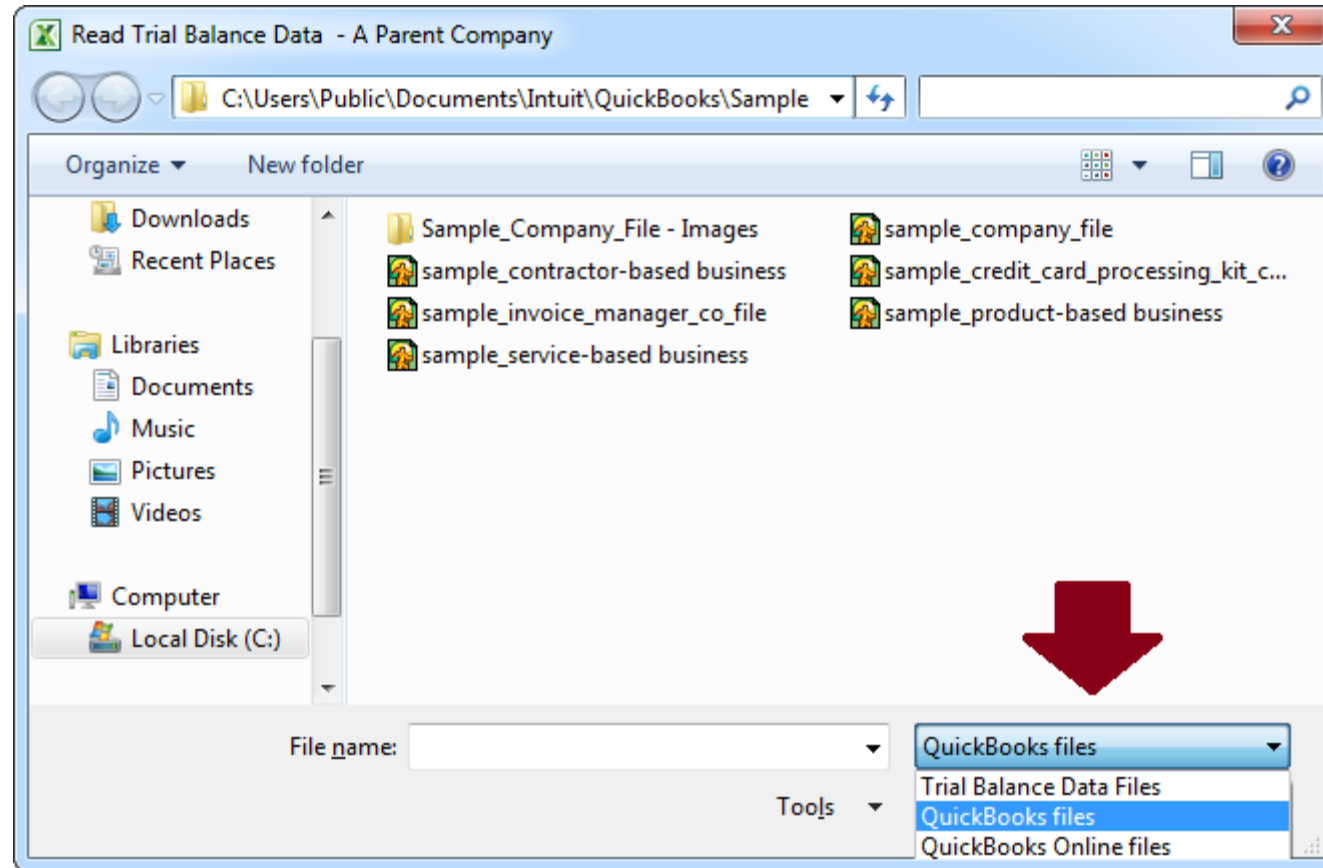 Read Trial Balance Data - A Parent Company
C:\Users\Public\Documents\Intuit\QuickBooks\Sample
Organize New folder
Downloads
Recent Places
Libraries
Documents
Music
Pictures
Videos
Computer
Local Disk (C:)
Sample_Company_File - Images
sample_company_file
sample_contractor-based business
sample_credit_card_processing_kit_c...
sample_invoice_manager_co_file
sample_product-based business
sample_service-based business
File name:
QuickBooks files
Tools
Trial Balance Data Files
QuickBooks files
QuickBooks Online files